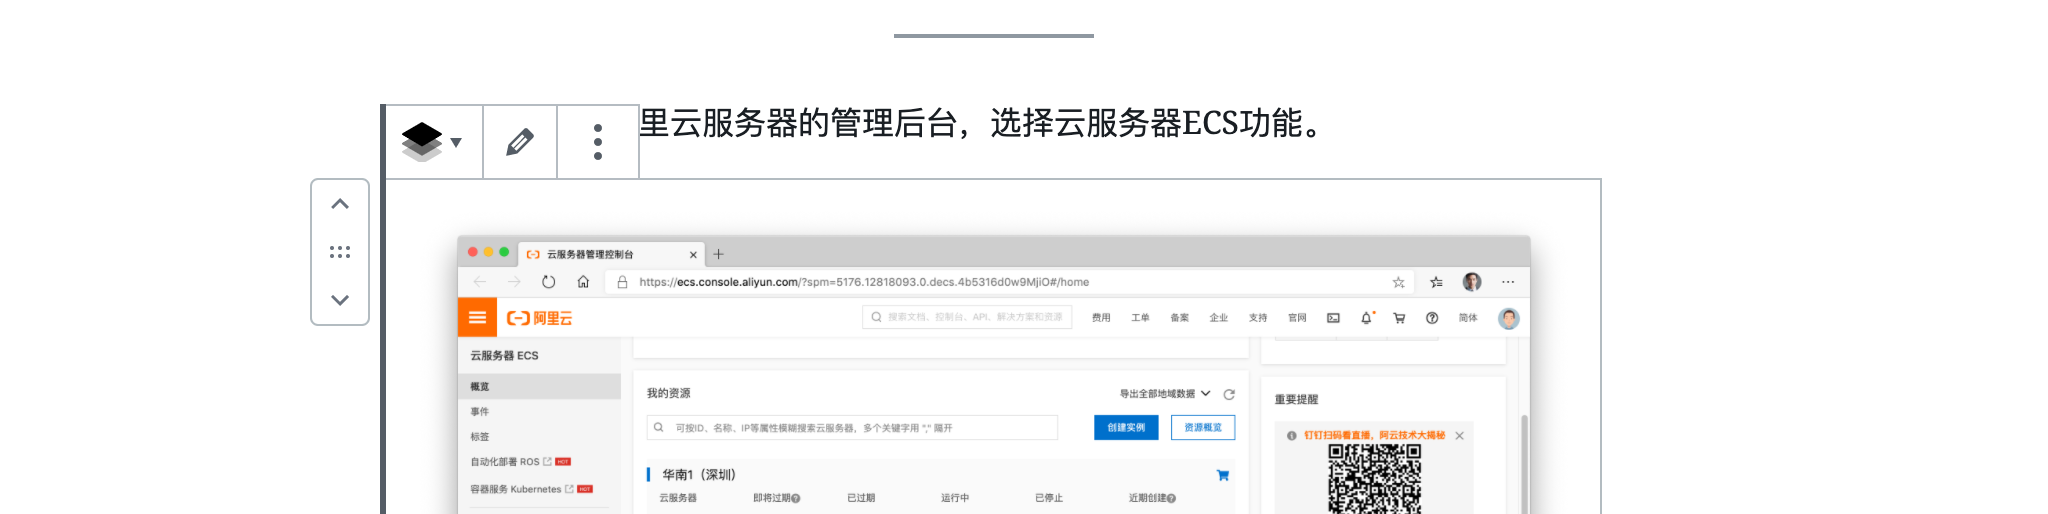 里云服务器的管理后台，选择云服务器ECS功能。
云服务器管理控制台
https://ecs.console.aliyun.com/?spm=5176.12818093.0.decs.4b5316d0w9MjiO#/home
阿里云
搜索文档、控制台、API、解决方案和资源
费用 工单 备案 企业 支持 官网 简体
云服务器 ECS
概览
事件
标签
自动化部署 ROS HOT
容器服务 Kubernetes HOT
我的资源
导出全部地域数据
可按ID、名称、IP等属性模糊搜索云服务器，多个关键字用 "," 隔开
创建实例 资源概览
华南1（深圳）
云服务器 即将过期 已过期 运行中 已停止 近期创建
重要提醒
钉钉扫码看直播，阿云技术大揭秘